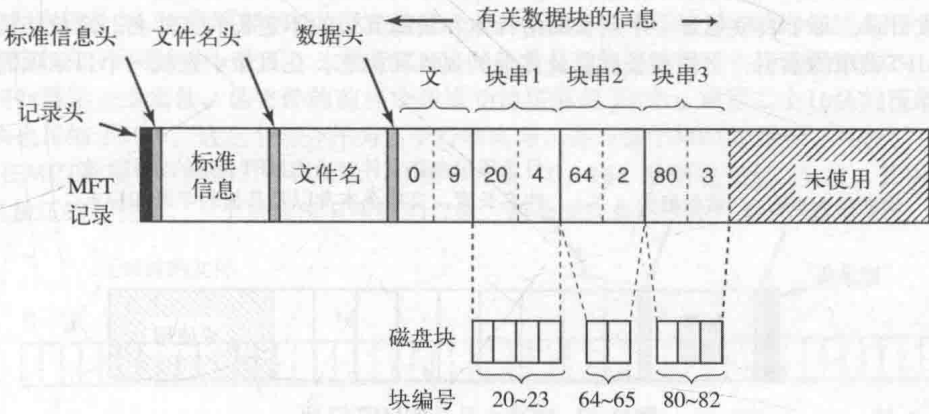 有关数据块的信息
标准信息头 文件名头 数据头
文 块串1 块串2 块串3
记录头
MFT
记录
标准
信息
文件名
0 9 20 4 64 2 80 3
未使用
磁盘块
块编号
20~23 64~65 80~82